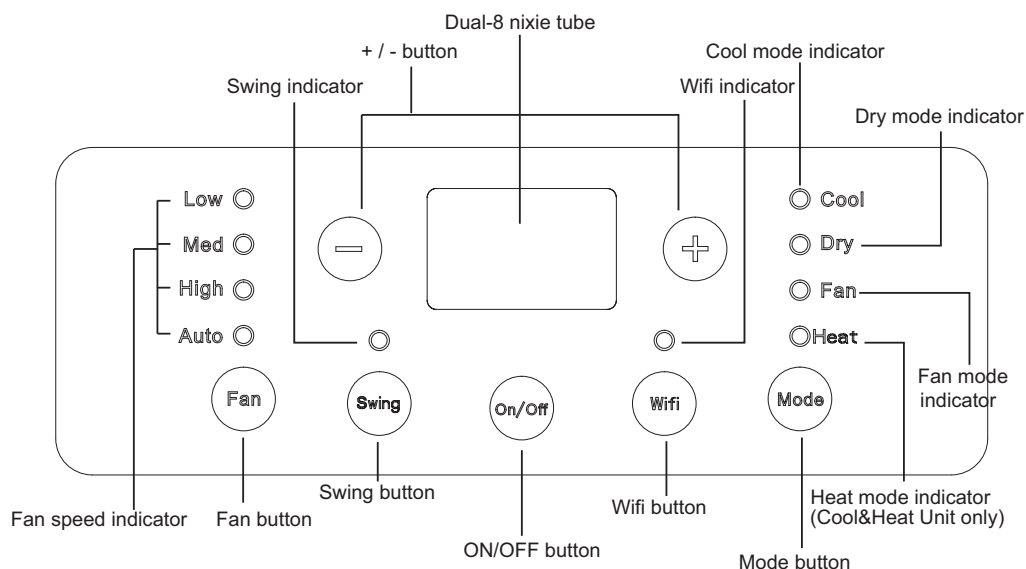 Dual-8 nixie tube
+ / - button
Cool mode indicator
Swing indicator
Wifi indicator
Dry mode indicator
Low
Cool
Med
Dry
High
Fan
Auto
Heat
Fan mode
indicator
Fan
Swing
On/Off
Wifi
Mode
Fan speed indicator
Fan button
Swing button
ON/OFF button
Wifi button
Mode button
Heat mode indicator
(Cool&Heat Unit only)